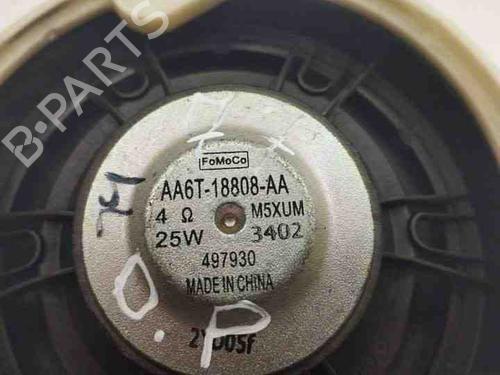 B-PARTS
FoMoCo
AA6T-18808-AA
4 Ω M5XUM
25W 3402
497930
MADE IN CHINA
O.P